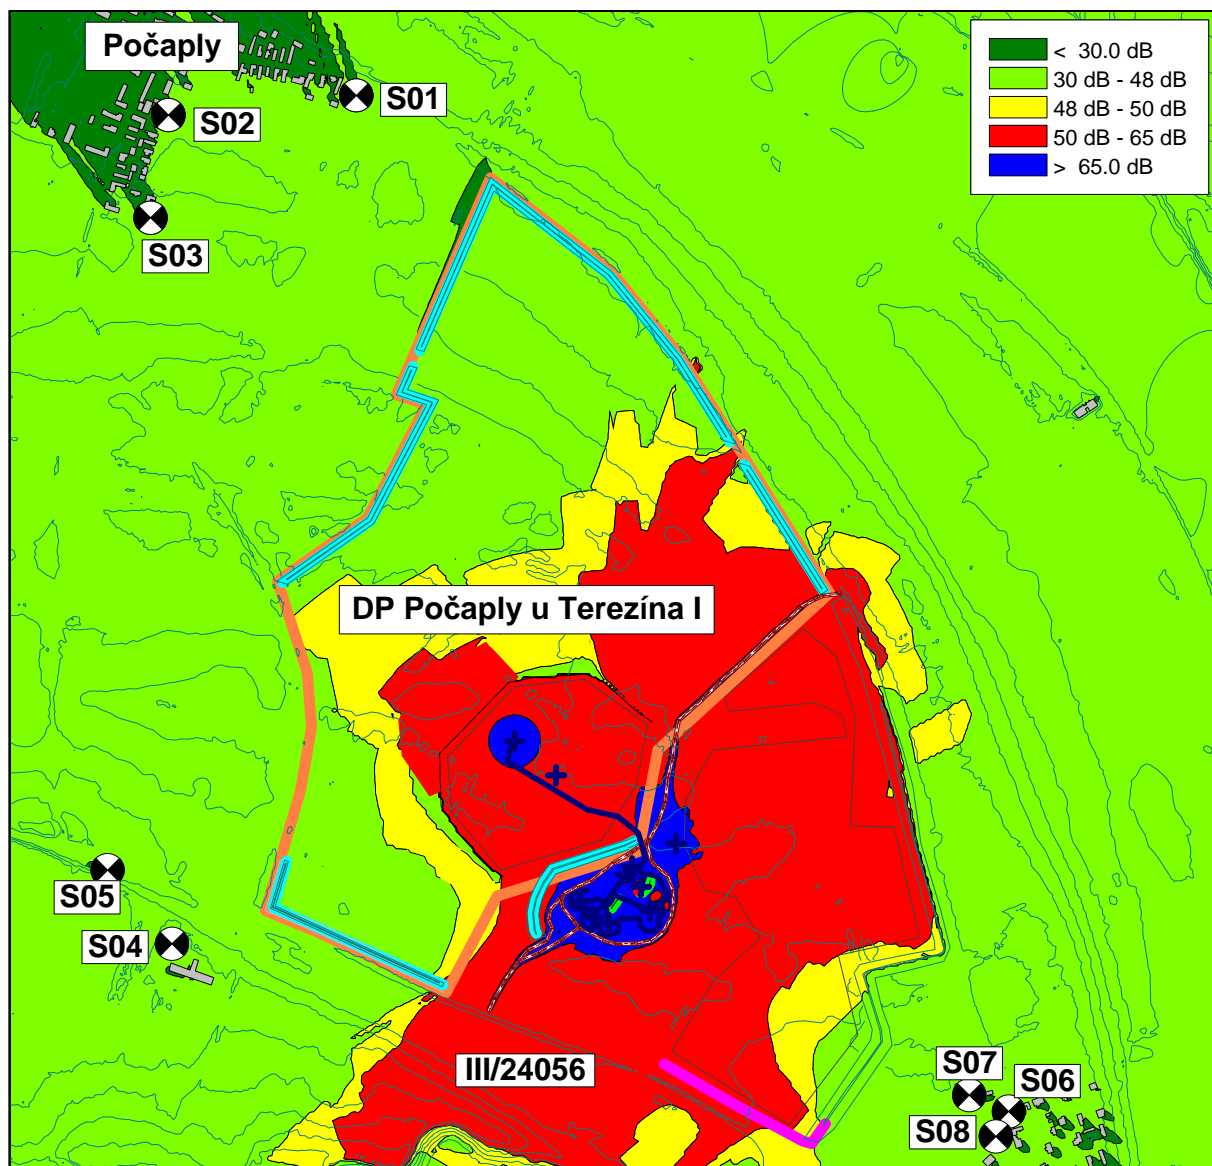 Počaply
S01
S02
S03
< 30.0 dB
30 dB - 48 dB
48 dB - 50 dB
50 dB - 65 dB
> 65.0 dB
DP Počaply u Terezína I
S05
S04
III/24056
S07
S06
S08